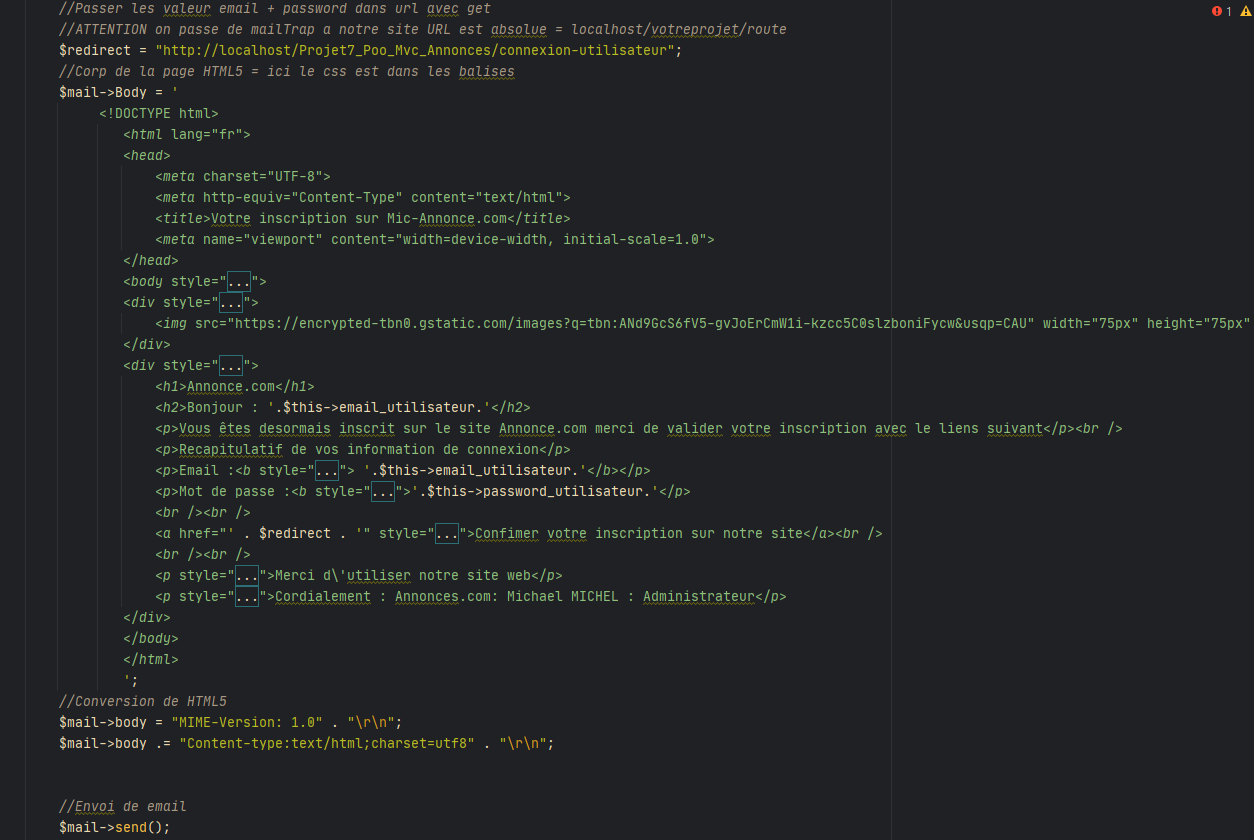 //Passer les valeur email + password dans url avec get
1
//ATTENTION on passe de mailTrap a notre site URL est absolue = localhost/votreprojet/route
$redirect = "http://localhost/Projet7_Poo_Mvc_Annonces/connexion-utilisateur";
//Corp de la page HTML5 = ici le css est dans les balises
$mail->Body = '
<!DOCTYPE html>
<html lang="fr">
<head>
<meta charset="UTF-8">
<meta http-equiv="Content-Type" content="text/html">
<title>Votre inscription sur Mic-Annonce.com</title>
<meta name="viewport" content="width=device-width, initial-scale=1.0">
</head>
<body style="...">
<div style="...">
<img src="https://encrypted-tbn0.gstatic.com/images?q=tbn:ANd9GcS6fV5-gvJoErCmW1i-kzcc5C0slzboniFycw&usqp=CAU" width="75px" height="75px"
</div>
<div style="...">
<h1>Annonce.com</h1>
<h2>Bonjour : '.$this->email_utilisateur.'</h2>
<p>Vous êtes desormais inscrit sur le site Annonce.com merci de valider votre inscription avec le liens suivant</p><br />
<p>Recapitulatif de vos information de connexion</p>
<p>Email :<b style="..."> '.$this->email_utilisateur.'</b></p>
<p>Mot de passe :<b style="...">'.$this->password_utilisateur.'</p>
<br /><br />
<a href="' . $redirect . '" style="...">Confimer votre inscription sur notre site</a><br />
<br /><br />
<p style="...">Merci d\'utiliser notre site web</p>
<p style="...">Cordialement : Annonces.com: Michael MICHEL : Administrateur</p>
</div>
</body>
</html>
';
//Conversion de HTML5
$mail->body = "MIME-Version: 1.0" . "\r\n";
$mail->body .= "Content-type:text/html;charset=utf8" . "\r\n";
//Envoi de email
$mail->send();